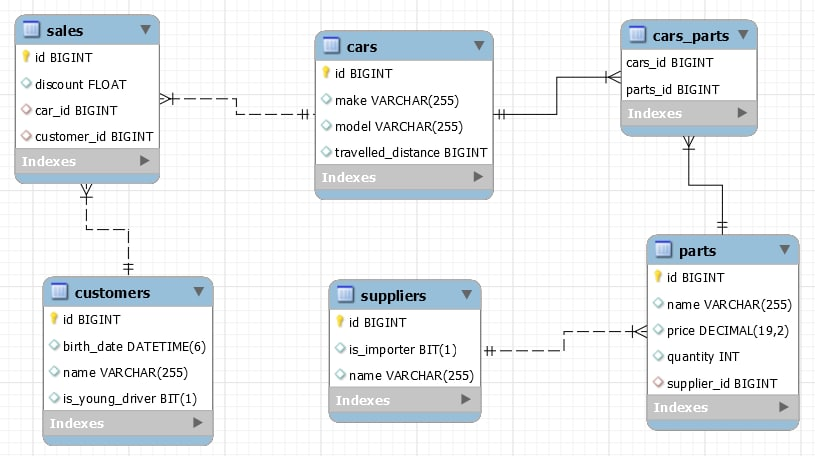 sales
id BIGINT
discount FLOAT
car_id BIGINT
customer_id BIGINT
Indexes
cars
id BIGINT
make VARCHAR(255)
model VARCHAR(255)
travelled_distance BIGINT
Indexes
cars_parts
cars_id BIGINT
parts_id BIGINT
Indexes
customers
id BIGINT
birth_date DATETIME(6)
name VARCHAR(255)
is_young_driver BIT(1)
Indexes
suppliers
id BIGINT
is_importer BIT(1)
name VARCHAR(255)
Indexes
parts
id BIGINT
name VARCHAR(255)
price DECIMAL(19,2)
quantity INT
supplier_id BIGINT
Indexes